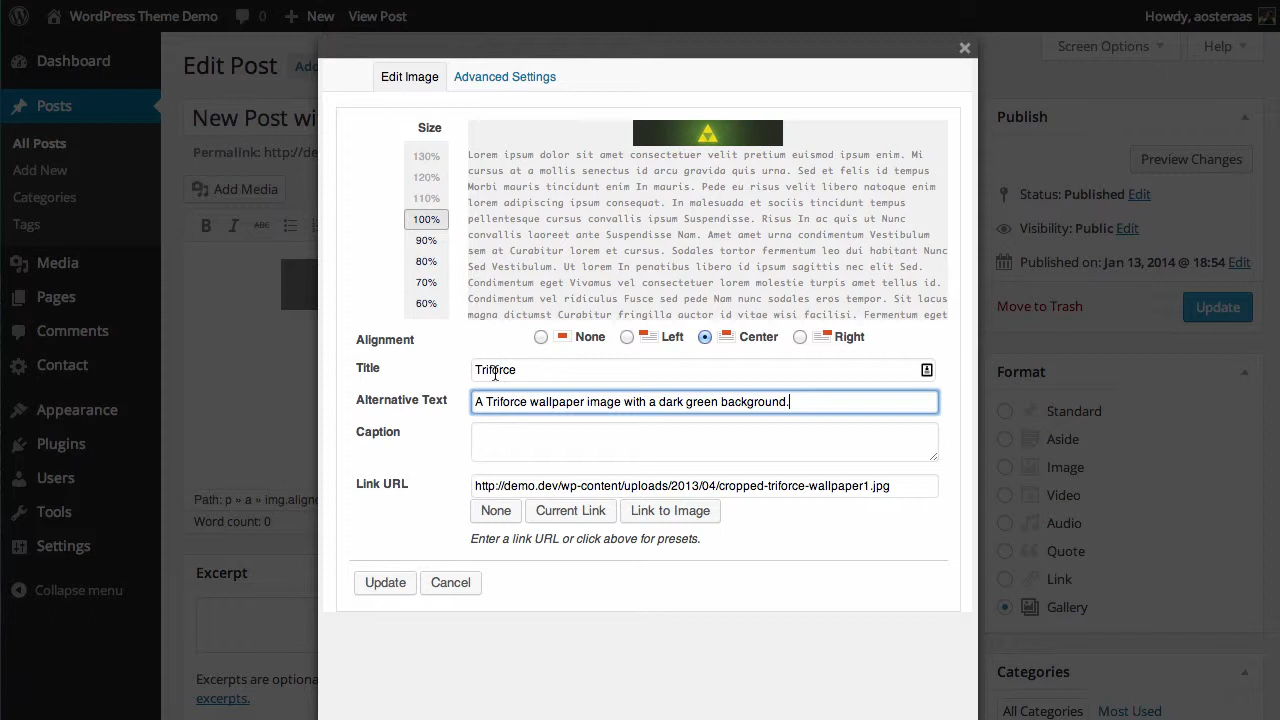 WordPress Theme Demo 0 New View Post Howdy, aosteraas
Dashboard
Posts
All Posts
Add New
Categories
Tags
Media
Pages
Comments
Contact
Appearance
Plugins
Users
Tools
Settings
Collapse menu
Screen Options Help
Edit Post Add
New Post wi
Permalink: http://de
Add Media
B I ABC
Path: p » a » img.aligno
Word count: 0
Excerpt
Excerpts are optiona
excerpts.
Edit Image Advanced Settings
Size
130%
120%
110%
100%
90%
80%
70%
60%
Lorem ipsum dolor sit amet consectetuer velit pretium euismod ipsum enim. Mi
cursus at a mollis senectus id arcu gravida quis urna. Sed et felis id tempus
Morbi mauris tincidunt enim In mauris. Pede eu risus velit libero natoque enim
lorem adipiscing ipsum consequat. In malesuada et sociis tincidunt tempus
pellentesque cursus convallis ipsum Suspendisse. Risus In ac quis ut Nunc
convallis laoreet ante Suspendisse Nam. Amet amet urna condimentum Vestibulum
sem at Curabitur lorem et cursus. Sodales tortor fermentum leo dui habitant Nunc
Sed Vestibulum. Ut lorem In penatibus libero id ipsum sagittis nec elit Sed.
Condimentum eget Vivamus vel consectetuer lorem molestie turpis amet tellus id.
Condimentum vel ridiculus Fusce sed pede Nam nunc sodales eros tempor. Sit lacus
magna dictumst Curabitur fringilla auctor id vitae wisi facilisi. Fermentum eget
Alignment None Left Center Right
Title Triforce
Alternative Text A Triforce wallpaper image with a dark green background.
Caption
Link URL http://demo.dev/wp-content/uploads/2013/04/cropped-triforce-wallpaper1.jpg
None Current Link Link to Image
Enter a link URL or click above for presets.
Update Cancel
Publish
Preview Changes
Status: Published Edit
Visibility: Public Edit
Published on: Jan 13, 2014 @ 18:54 Edit
Move to Trash Update
Format
Standard
Aside
Image
Video
Audio
Quote
Link
Gallery
Categories
All Categories Most Used